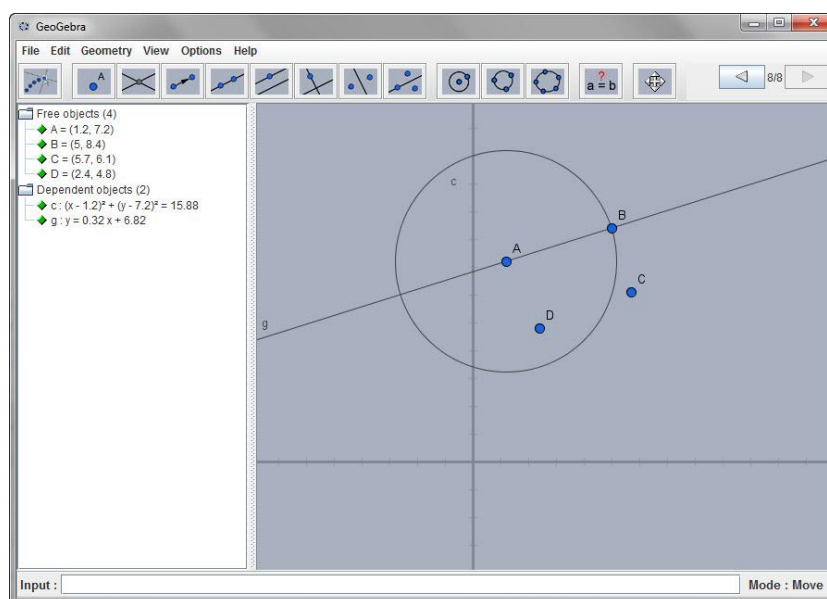 GeoGebra
File Edit Geometry View Options Help
A
?
a = b
8/8
Free objects (4)
A = (1.2, 7.2)
B = (5, 8.4)
C = (5.7, 6.1)
D = (2.4, 4.8)
Dependent objects (2)
c : (x - 1.2)² + (y - 7.2)² = 15.88
g : y = 0.32 x + 6.82
c
B
A
C
D
g
Input :
Mode : Move